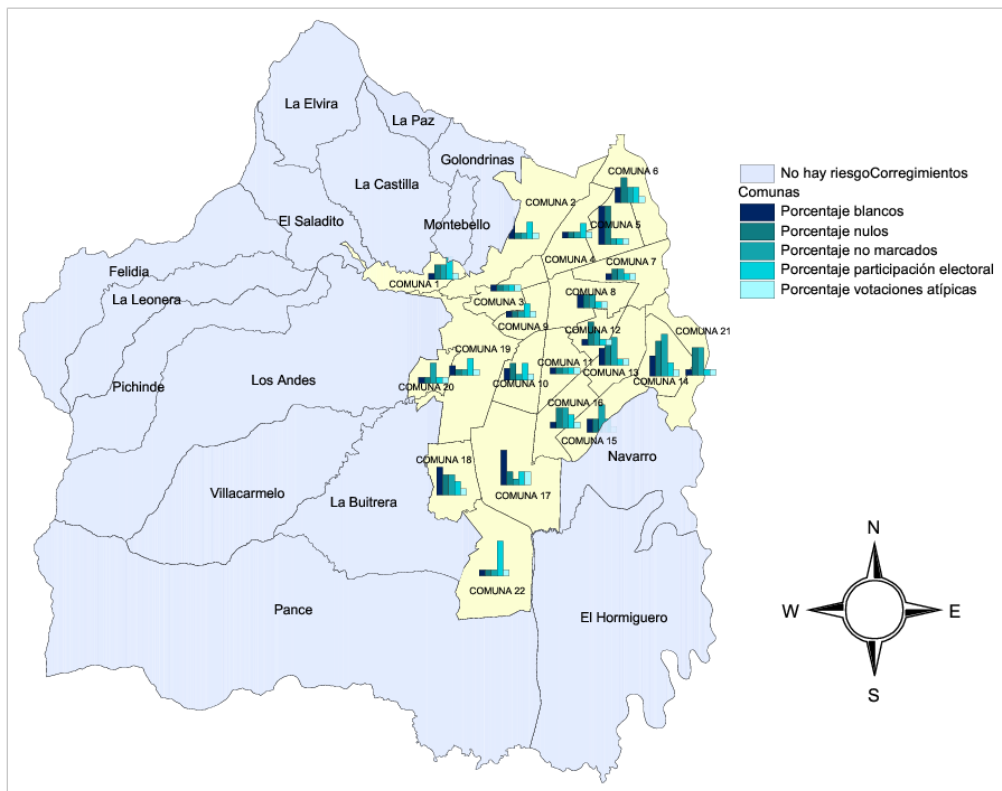 La Elvira
La Paz
Golondrinas
La Castilla
El Saladito
Montebello
Felidia
La Leonera
Pichinde
Los Andes
Villacarmelo
La Buitrera
Pance
El Hormiguero
Navarro
COMUNA 6
COMUNA 2
COMUNA 5
COMUNA 4
COMUNA 7
COMUNA 1
COMUNA 3
COMUNA 8
COMUNA 9
COMUNA 12
COMUNA 21
COMUNA 19
COMUNA 11
COMUNA 13
COMUNA 14
COMUNA 20
COMUNA 10
COMUNA 16
COMUNA 15
COMUNA 18
COMUNA 17
COMUNA 22
No hay riesgoCorregimientos
Comunas
Porcentaje blancos
Porcentaje nulos
Porcentaje no marcados
Porcentaje participación electoral
Porcentaje votaciones atípicas
N
W
E
S